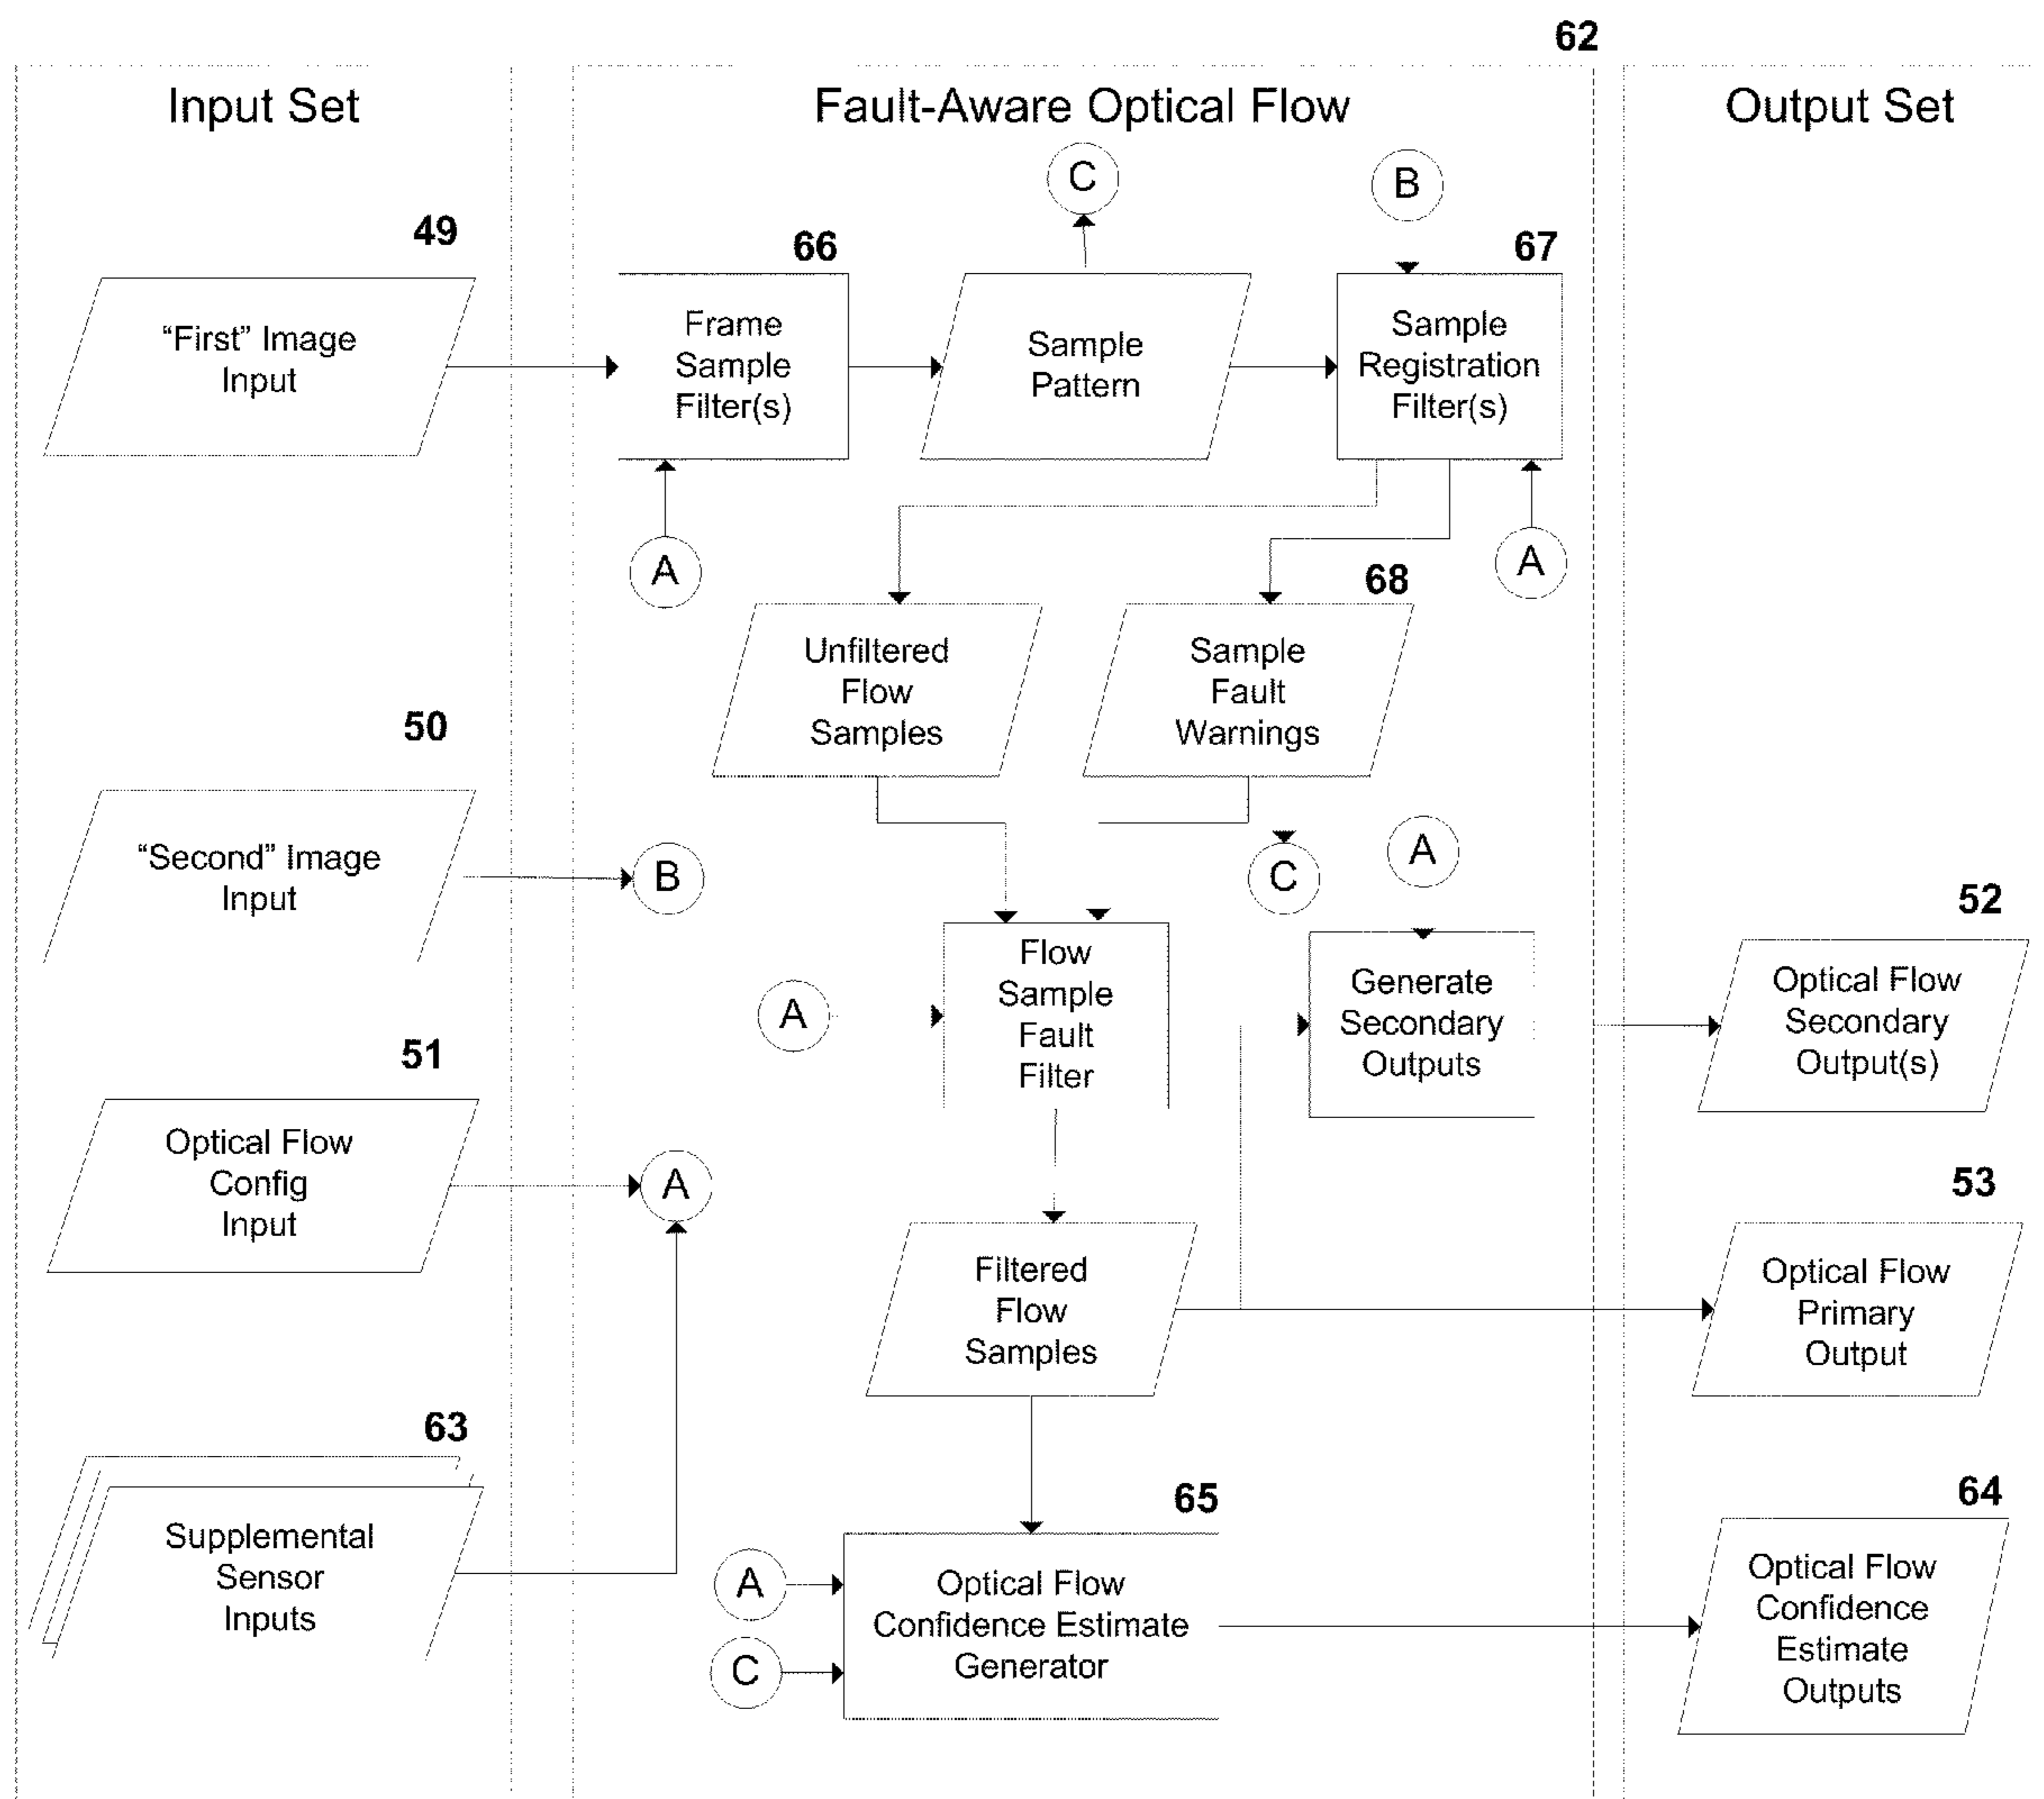 62
Input Set
Fault-Aware Optical Flow
Output Set
C
B
49
66
67
“First” Image
Input
Frame
Sample
Filter(s)
Sample
Pattern
Sample
Registration
Filter(s)
A
A
68
Unfiltered
Flow
Samples
Sample
Fault
Warnings
50
“Second” Image
Input
B
C
A
52
Flow
Sample
Fault
Filter
A
Generate
Secondary
Outputs
Optical Flow
Secondary
Output(s)
51
Optical Flow
Config
Input
A
53
Filtered
Flow
Samples
Optical Flow
Primary
Output
63
Supplemental
Sensor
Inputs
65
64
A
C
Optical Flow
Confidence Estimate
Generator
Optical Flow
Confidence
Estimate
Outputs